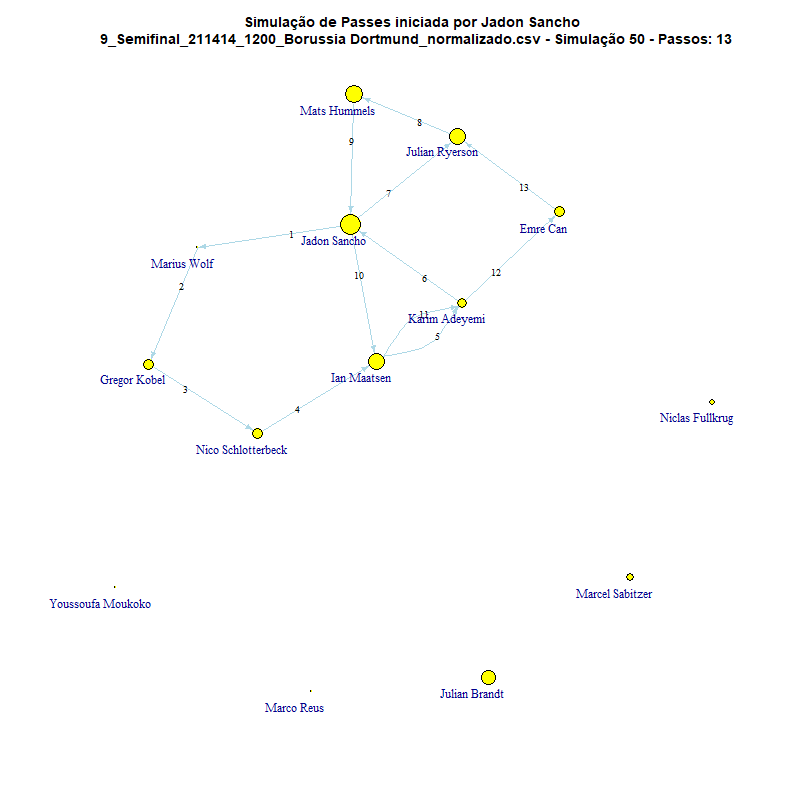 Simulação de Passes iniciada por Jadon Sancho
9_Semifinal_211414_1200_Borussia Dortmund_normalizado.csv - Simulação 50 - Passos: 13
Mats Hummels
8
9
Julian Ryerson
13
7
Emre Can
1
Jadon Sancho
Marius Wolf
12
10
6
2
11
Karim Adeyemi
5
Ian Maatsen
Gregor Kobel
3
4
Niclas Fullkrug
Nico Schlotterbeck
Marcel Sabitzer
Youssoufa Moukoko
Julian Brandt
Marco Reus